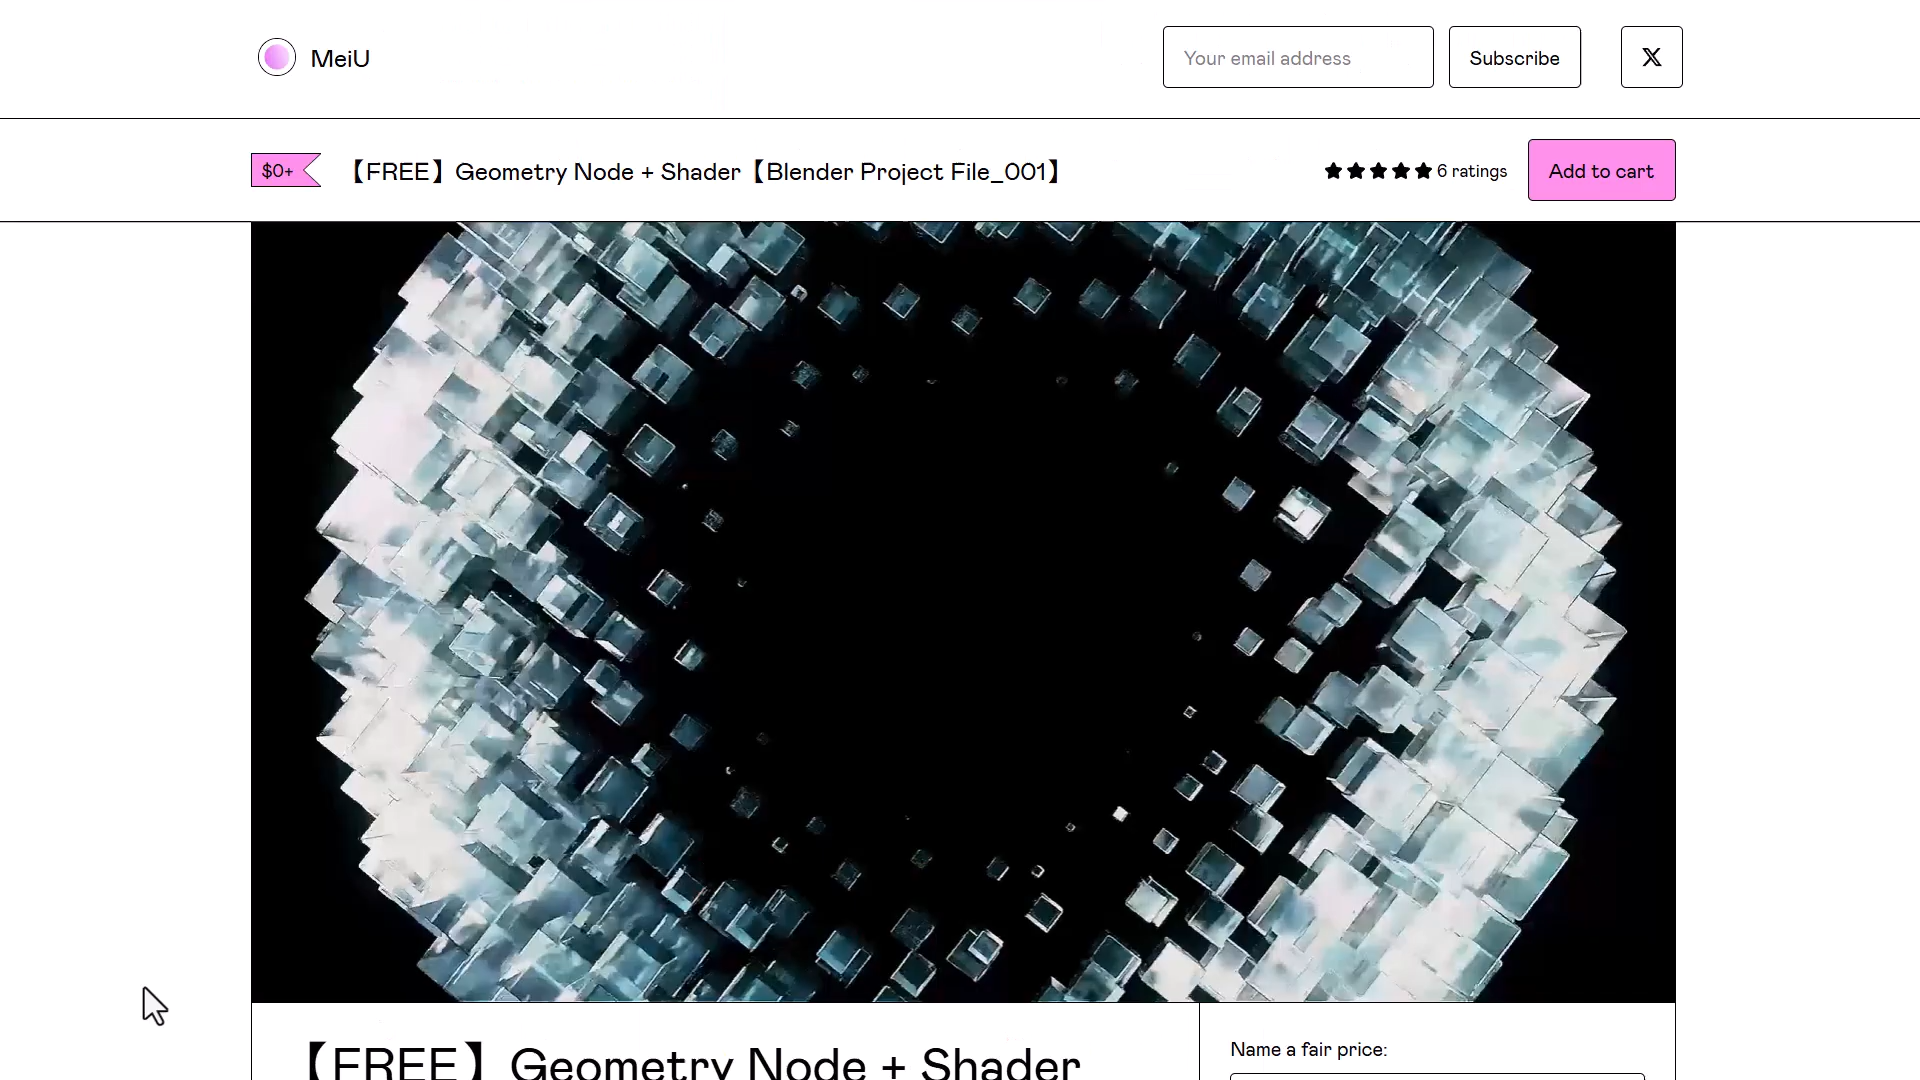 MeiU
Your email address
Subscribe
𝕏
$0+
【FREE】Geometry Node + Shader【Blender Project File_001】
6 ratings
Add to cart
【FREE】Geometry Node + Shader
Name a fair price: